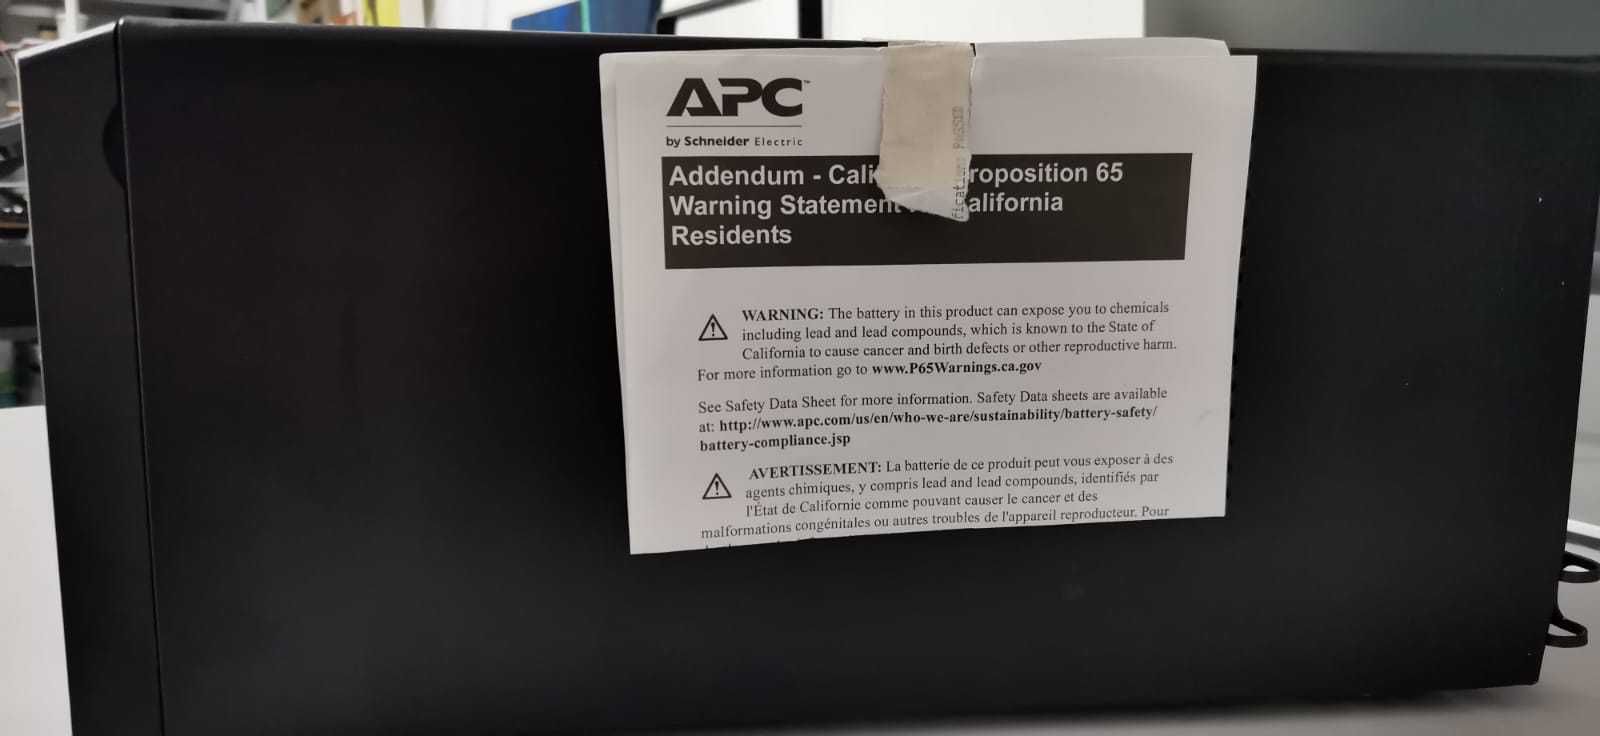 APC™
by Schneider Electric
Addendum - Cali roposition 65
Warning Statement alifornia
Residents
WARNING: The battery in this product can expose you to chemicals
including lead and lead compounds, which is known to the State of
California to cause cancer and birth defects or other reproductive harm.
For more information go to www.P65Warnings.ca.gov
See Safety Data Sheet for more information. Safety Data sheets are available
at: http://www.apc.com/us/en/who-we-are/sustainability/battery-safety/
battery-compliance.jsp
AVERTISSEMENT: La batterie de ce produit peut vous exposer à des
agents chimiques, y compris lead and lead compounds, identifiés par
l'État de Californie comme pouvant causer le cancer et des
malformations congénitales ou autres troubles de l'appareil reproducteur. Pour